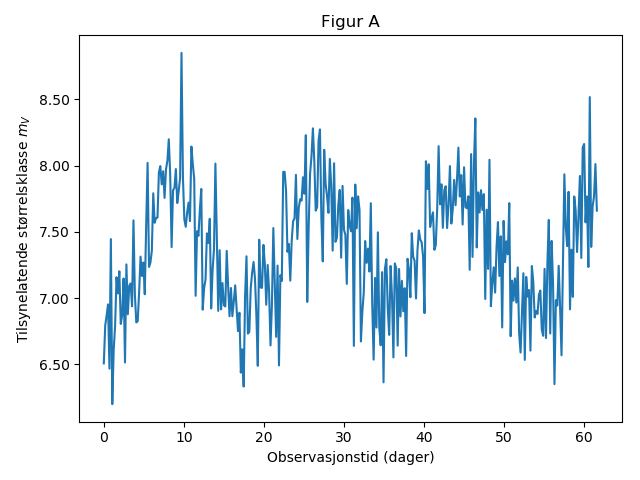 Figur A
Tilsynelatende størrelsklasse $m_V$
8.50
8.00
7.50
7.00
6.50
0 10 20 30 40 50 60
Observasjonstid (dager)